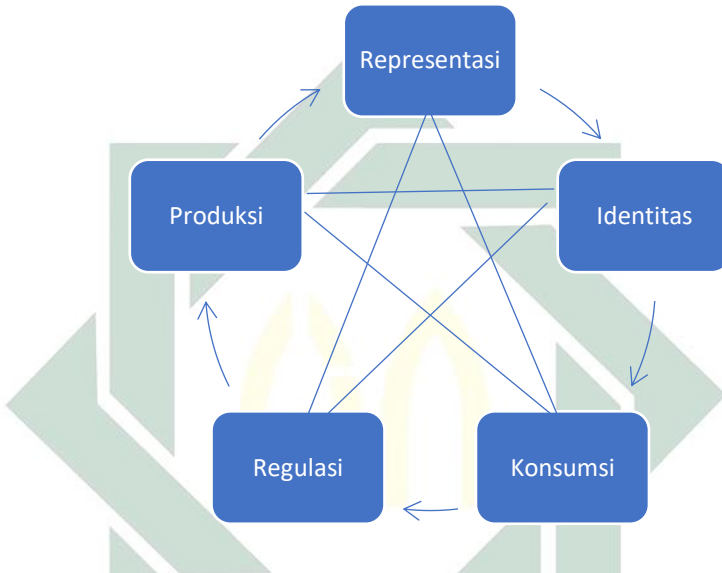 Representasi
Produksi
Identitas
Regulasi
Konsumsi